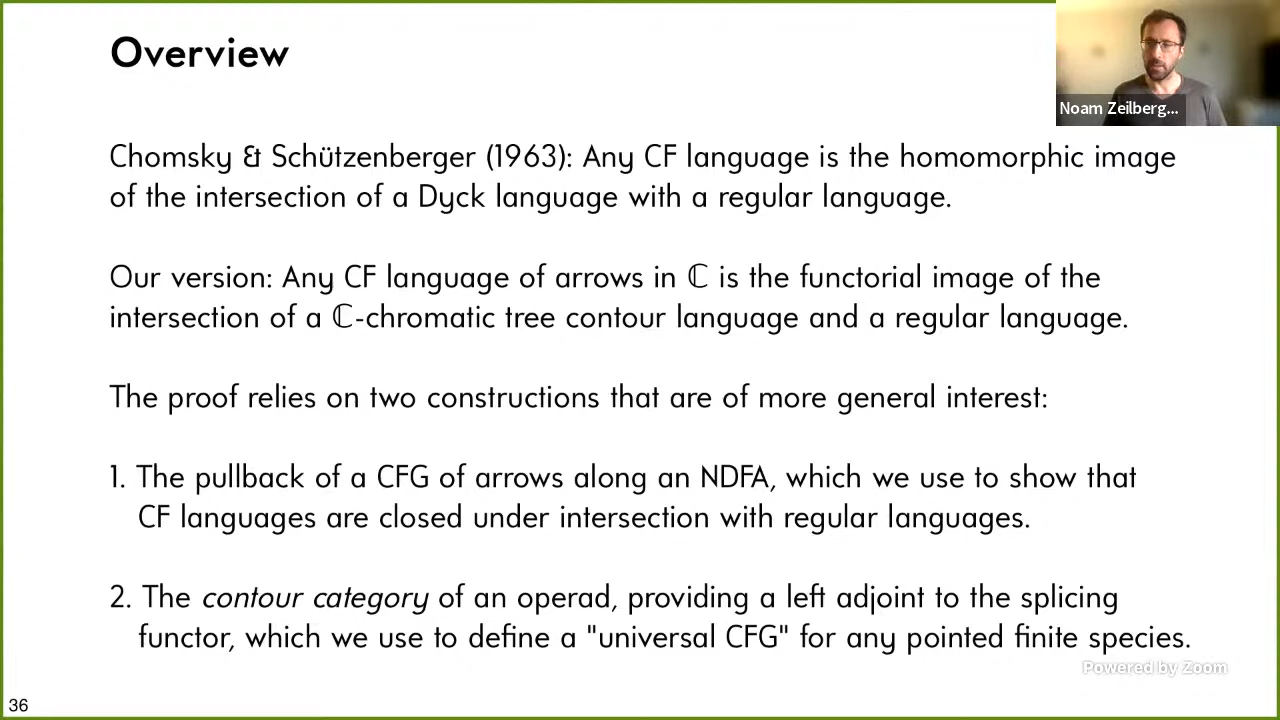 Overview
Noam Zeilberg...
Chomsky & Schützenberger (1963): Any CF language is the homomorphic image
of the intersection of a Dyck language with a regular language.
Our version: Any CF language of arrows in ℂ is the functorial image of the
intersection of a ℂ-chromatic tree contour language and a regular language.
The proof relies on two constructions that are of more general interest:
1. The pullback of a CFG of arrows along an NDFA, which we use to show that
CF languages are closed under intersection with regular languages.
2. The contour category of an operad, providing a left adjoint to the splicing
functor, which we use to define a "universal CFG" for any pointed finite species.
Powered by Zoom
36